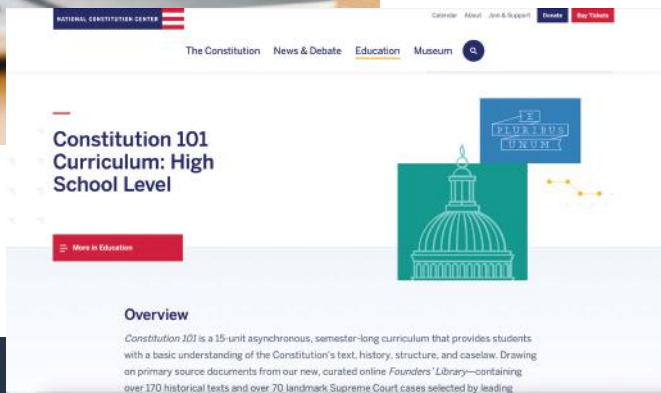 NATIONAL CONSTITUTION CENTER
Calendar About Join & Support Donate Buy Tickets
The Constitution News & Debate Education Museum
E
PLURIBUS
UNUM
Constitution 101
Curriculum: High
School Level
More in Education
Overview
Constitution 101 is a 15-unit asynchronous, semester-long curriculum that provides students
with a basic understanding of the Constitution's text, history, structure, and caselaw. Drawing
on primary source documents from our new, curated online Founders' Library—containing
over 170 historical texts and over 70 landmark Supreme Court cases selected by leading